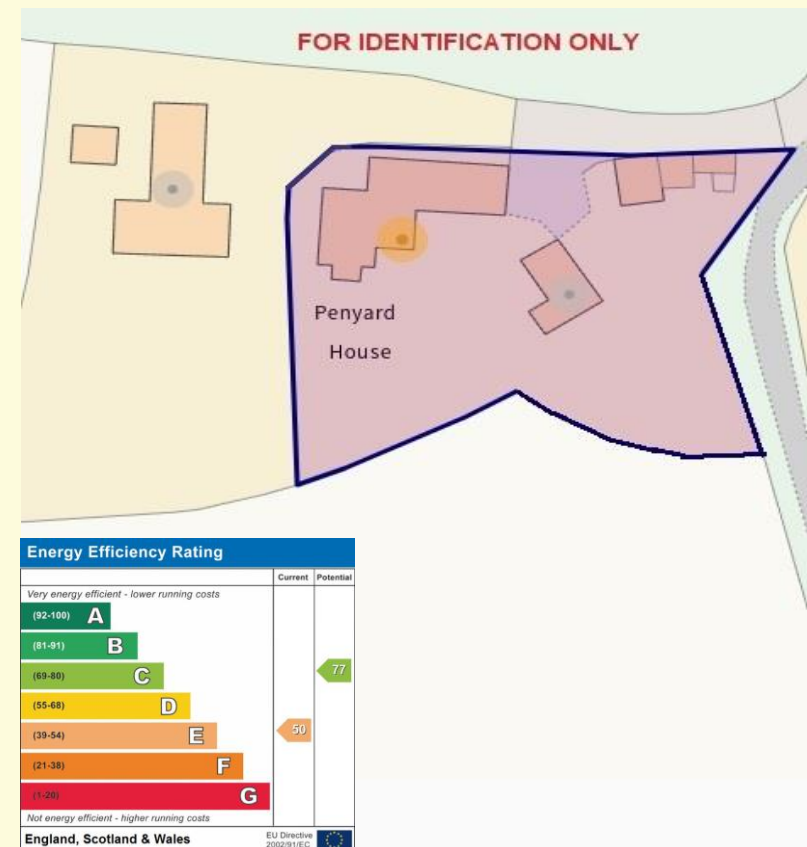 FOR IDENTIFICATION ONLY
Penyard
House
Energy Efficiency Rating
Current Potential
Very energy efficient - lower running costs
(92-100) A
(81-91) B
(69-80) C
77
(55-68) D
(39-54) E
50
(21-38) F
(1-20) G
Not energy efficient - higher running costs
England, Scotland & Wales
EU Directive
2002/91/EC